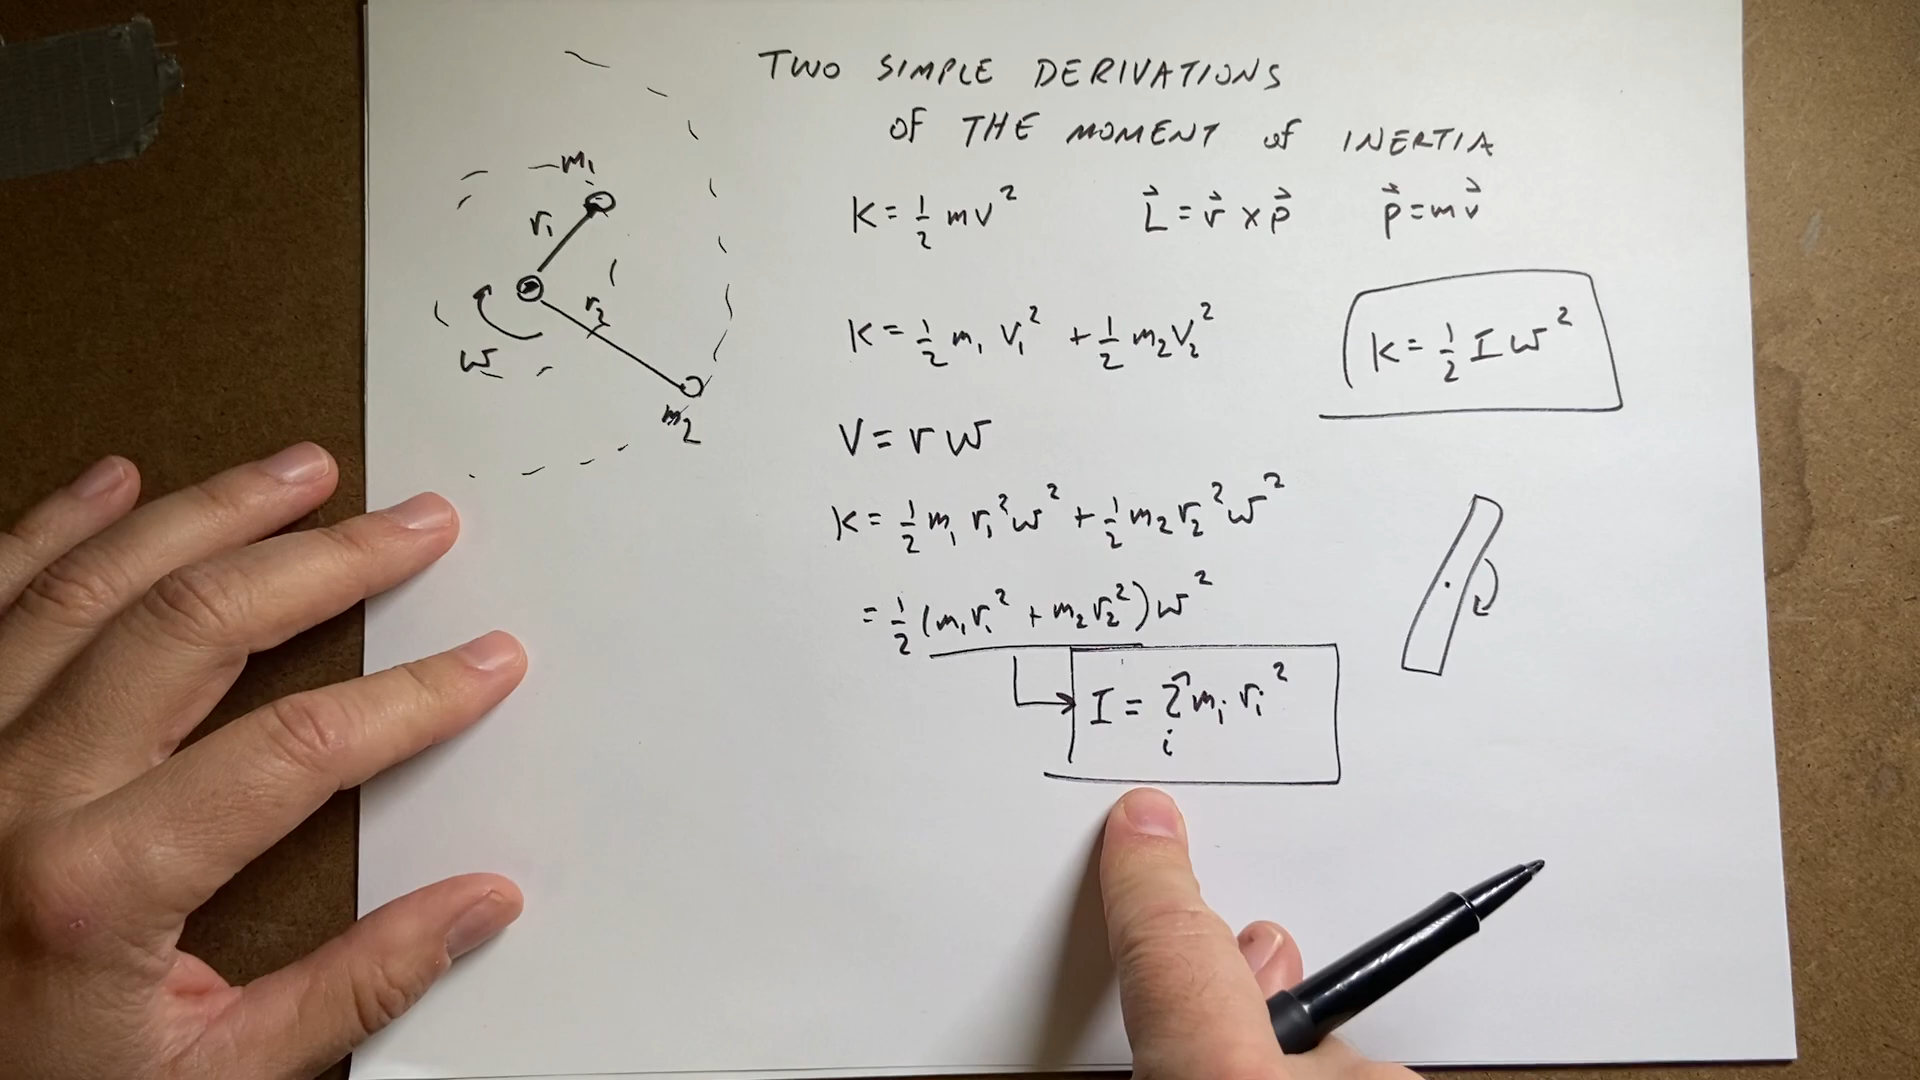 TWO SIMPLE DERIVATIONS
OF THE MOMENT OF INERTIA
m₁
r₁
r₂
ω
m₂
K = ½ mv²
L⃗ = r⃗ × p⃗
p⃗ = mv⃗
K = ½ m₁ v₁² + ½ m₂ v₂²
K = ½ I ω²
v = r ω
K = ½ m₁ r₁² ω² + ½ m₂ r₂² ω²
= ½ (m₁ r₁² + m₂ r₂²) ω²
I = Σᵢ mᵢ rᵢ²